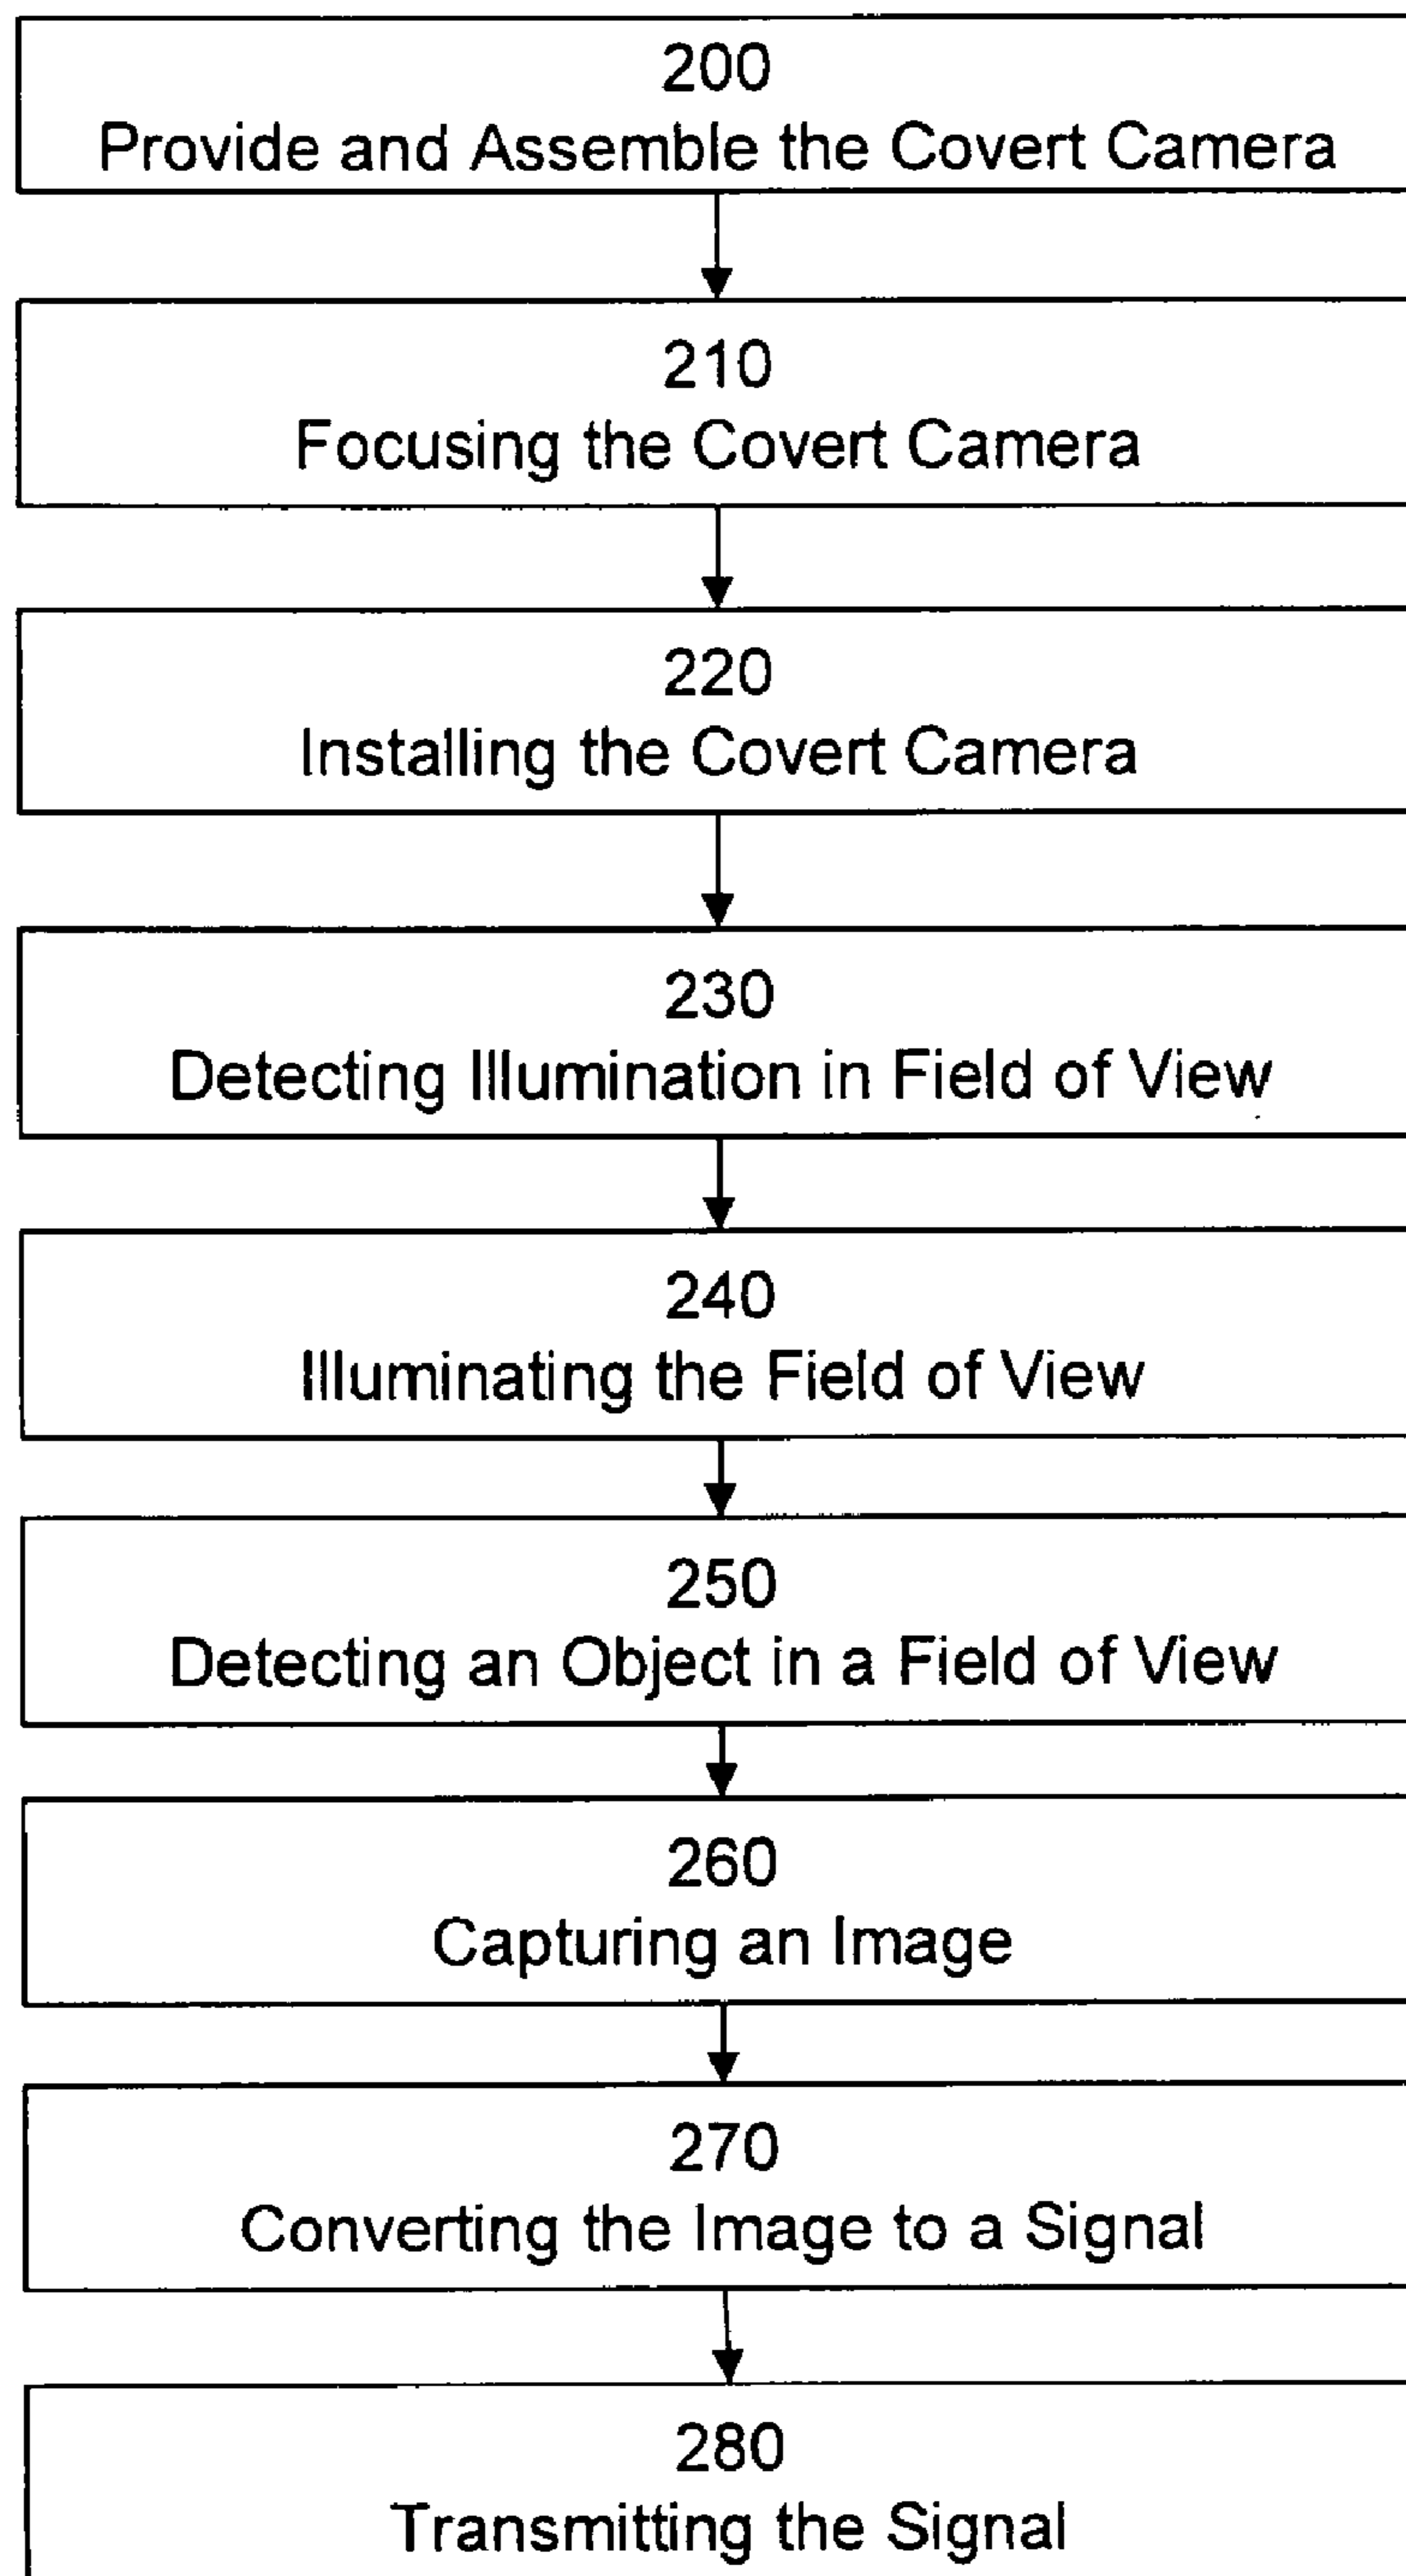 200
Provide and Assemble the Covert Camera
210
Focusing the Covert Camera
220
Installing the Covert Camera
230
Detecting Illumination in Field of View
240
Illuminating the Field of View
250
Detecting an Object in a Field of View
260
Capturing an Image
270
Converting the Image to a Signal
280
Transmitting the Signal